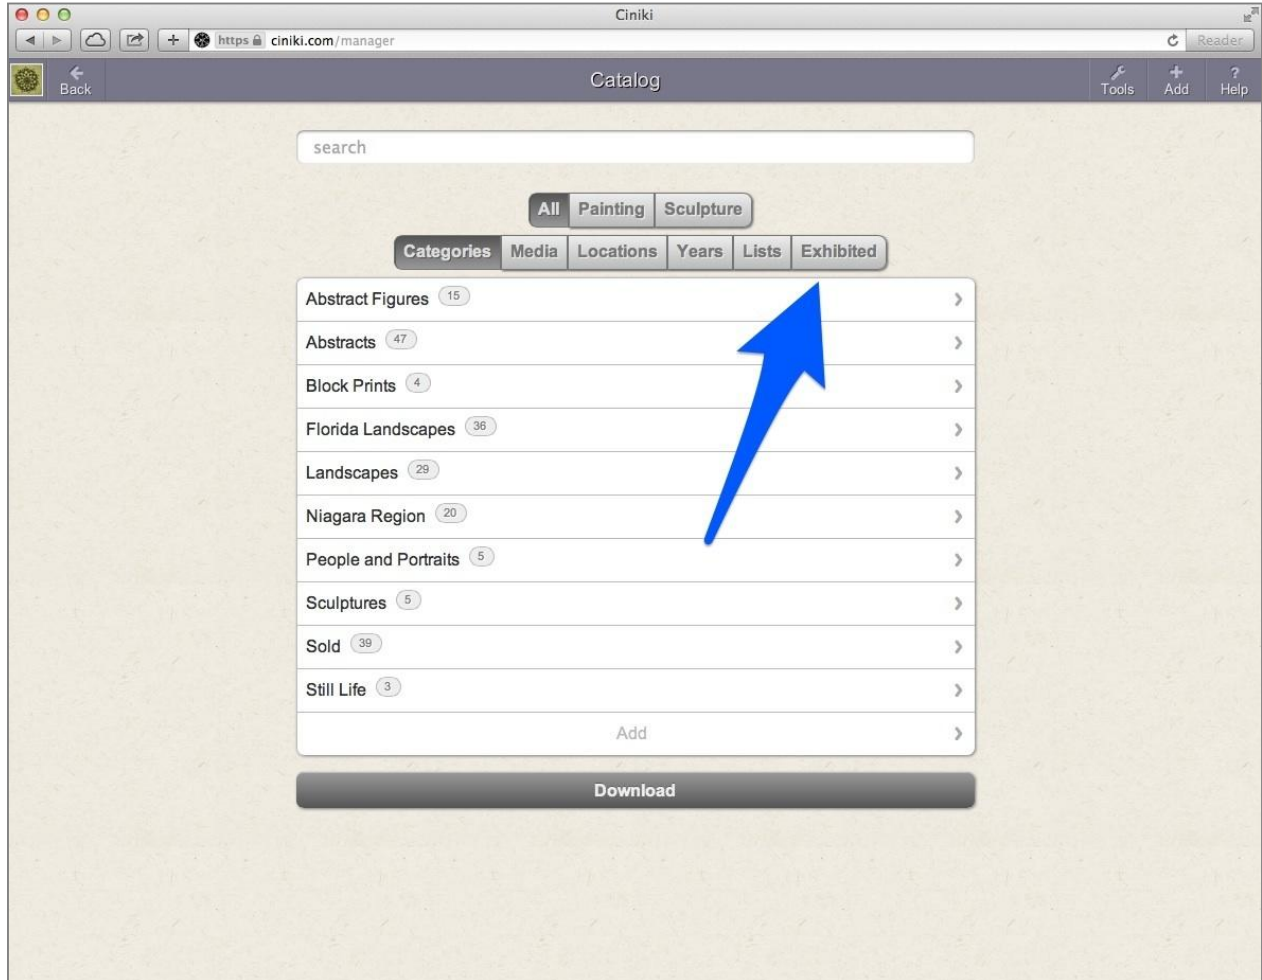 Ciniki
https ciniki.com/manager
Reader
Back
Catalog
Tools
Add
? Help
search
All Painting Sculpture
Categories Media Locations Years Lists Exhibited
Abstract Figures 15
Abstracts 47
Block Prints 4
Florida Landscapes 36
Landscapes 29
Niagara Region 20
People and Portraits 5
Sculptures 5
Sold 39
Still Life 3
Add
Download